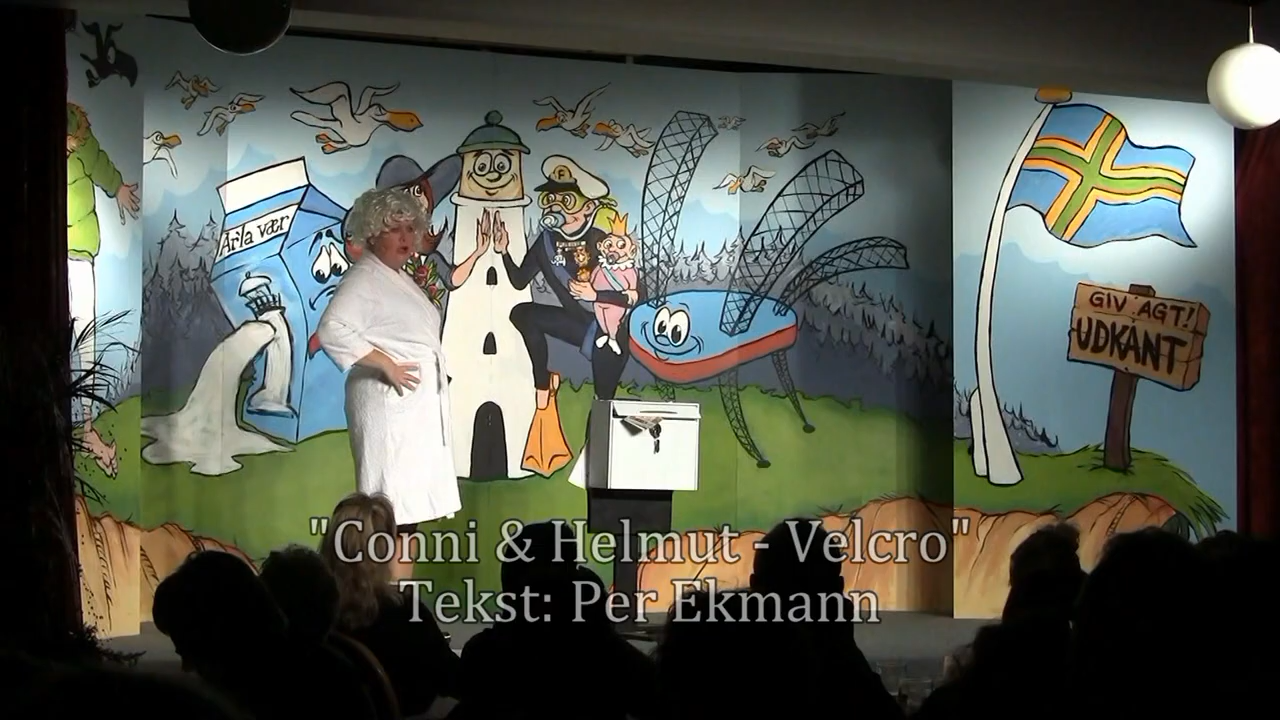 Arla vær
F
GIV AGT!
UDKANT
"Conni & Helmut - Velcro"
Tekst: Per Ekmann